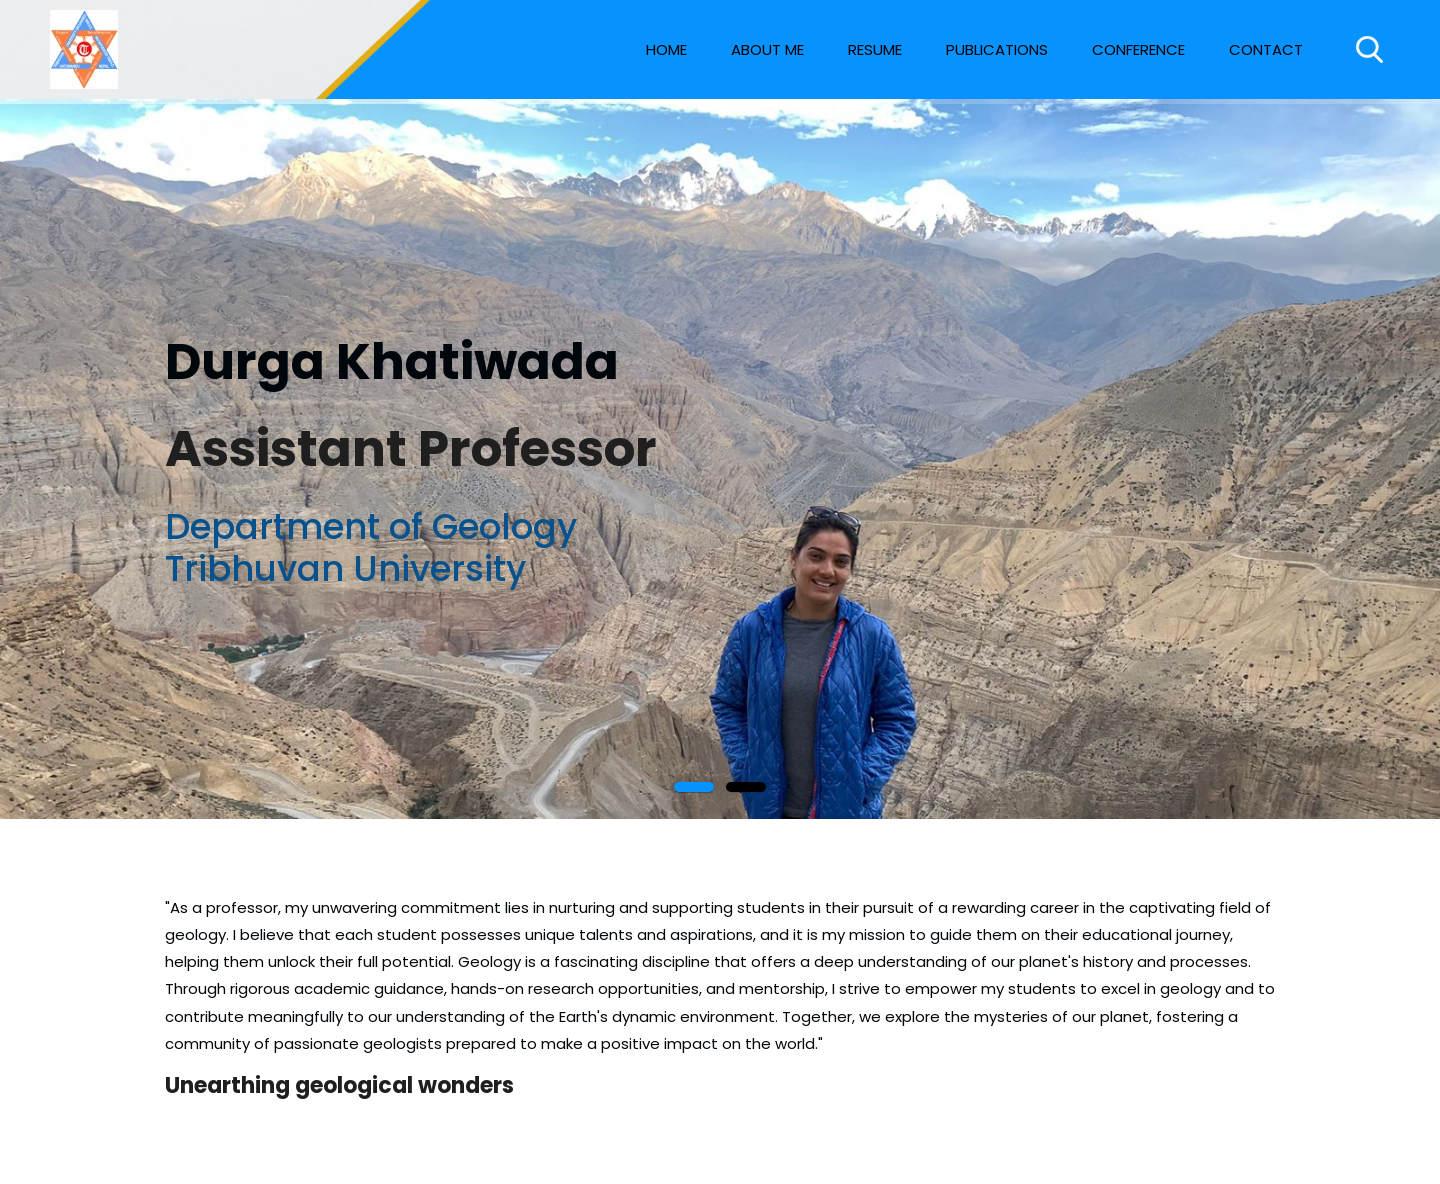 HOME
ABOUT ME
RESUME
PUBLICATIONS
CONFERENCE
CONTACT
Durga Khatiwada
Assistant Professor
Department of Geology
Tribhuvan University
"As a professor, my unwavering commitment lies in nurturing and supporting students in their pursuit of a rewarding career in the captivating field of
geology. I believe that each student possesses unique talents and aspirations, and it is my mission to guide them on their educational journey,
helping them unlock their full potential. Geology is a fascinating discipline that offers a deep understanding of our planet's history and processes.
Through rigorous academic guidance, hands-on research opportunities, and mentorship, I strive to empower my students to excel in geology and to
contribute meaningfully to our understanding of the Earth's dynamic environment. Together, we explore the mysteries of our planet, fostering a
community of passionate geologists prepared to make a positive impact on the world."
Unearthing geological wonders